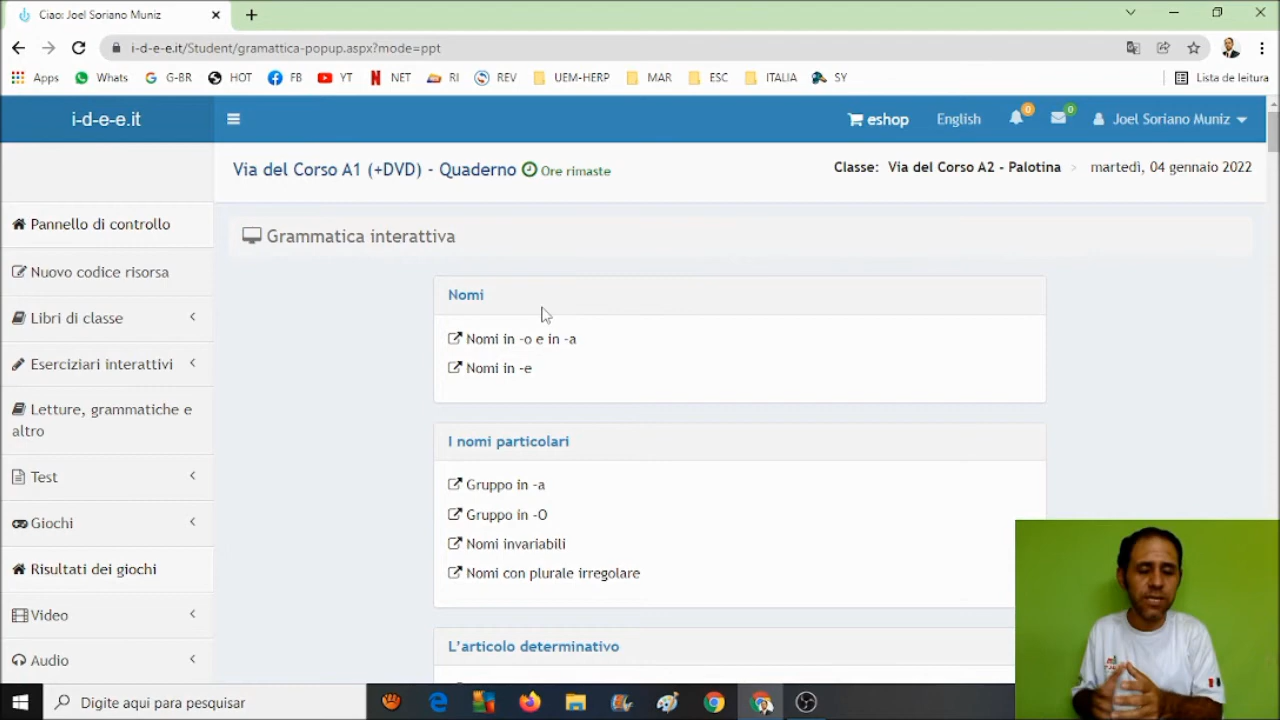 Ciao: Joel Soriano Muniz
i-d-e-e.it/Student/gramattica-popup.aspx?mode=ppt
Apps Whats G-BR HOT FB YT NET RI REV UEM-HERP MAR ESC ITALIA SY Lista de leitura
i-d-e-e.it eshop English 0 0 Joel Soriano Muniz
Via del Corso A1 (+DVD) - Quaderno Ore rimaste Classe: Via del Corso A2 - Palotina > martedì, 04 gennaio 2022
Pannello di controllo
Nuovo codice risorsa
Libri di classe
Eserciziari interattivi
Letture, grammatiche e
altro
Test
Giochi
Risultati dei giochi
Video
Audio
Grammatica interattiva
Nomi
Nomi in -o e in -a
Nomi in -e
I nomi particolari
Gruppo in -a
Gruppo in -O
Nomi invariabili
Nomi con plurale irregolare
L'articolo determinativo
Digite aqui para pesquisar